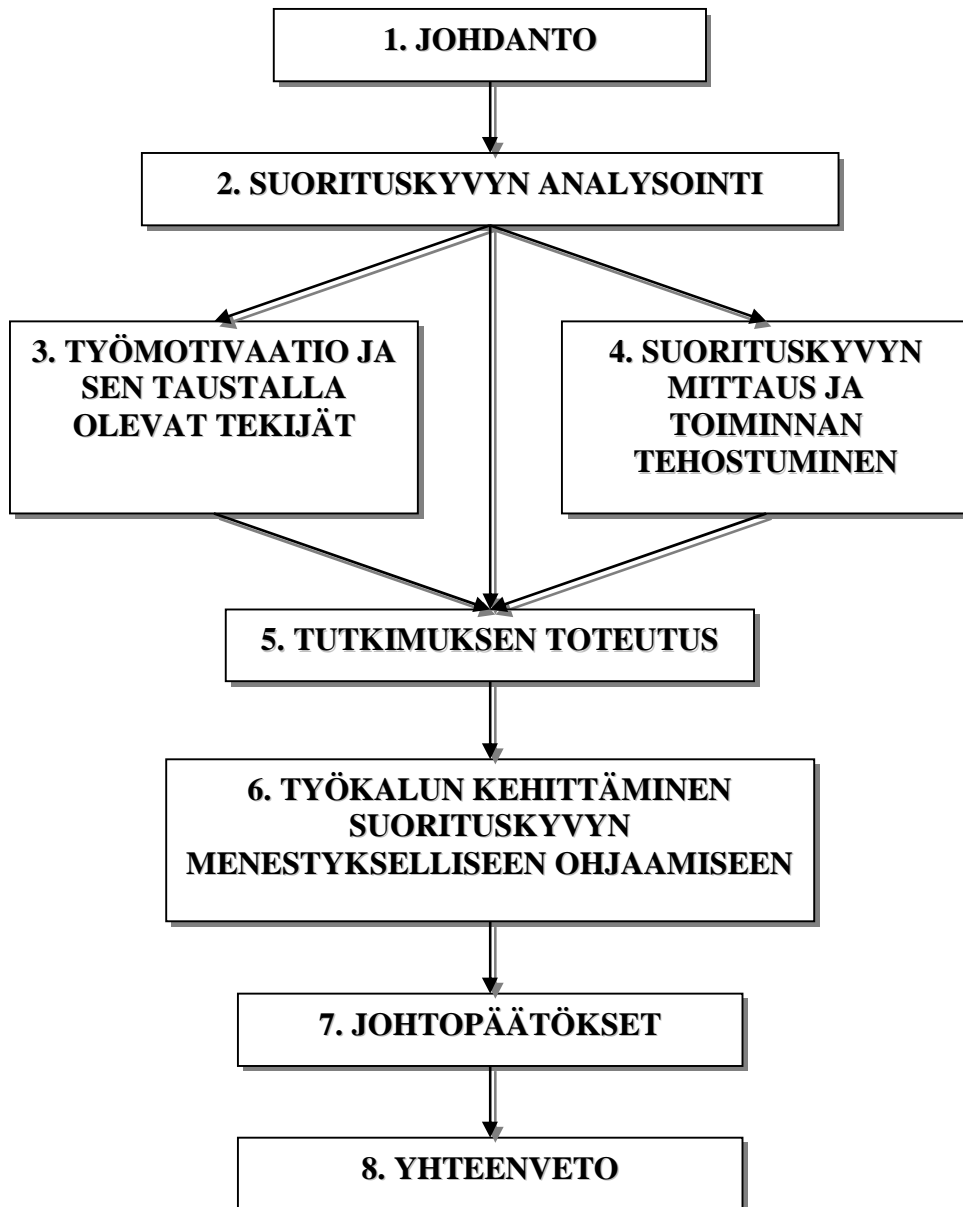 1. JOHDANTO
2. SUORITUSKYVYN ANALYSOINTI
3. TYÖMOTIVAATIO JA
SEN TAUSTALLA
OLEVAT TEKIJÄT
4. SUORITUSKYVYN
MITTAUS JA
TOIMINNAN
TEHOSTUMINEN
5. TUTKIMUKSEN TOTEUTUS
6. TYÖKALUN KEHITTÄMINEN
SUORITUSKYVYN
MENESTYKSELLISEEN OHJAAMISEEN
7. JOHTOPÄÄTÖKSET
8. YHTEENVETO